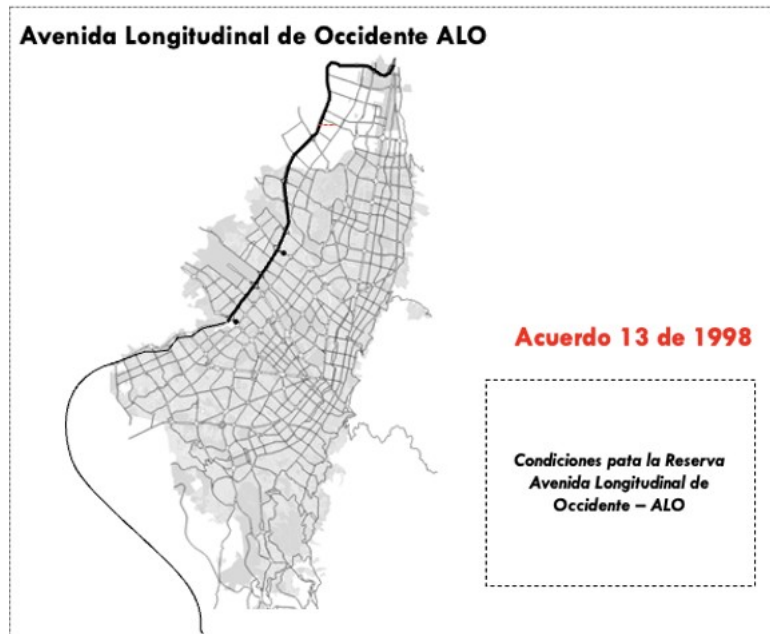 Avenida Longitudinal de Occidente ALO
Acuerdo 13 de 1998
Condiciones pata la Reserva
Avenida Longitudinal de
Occidente – ALO